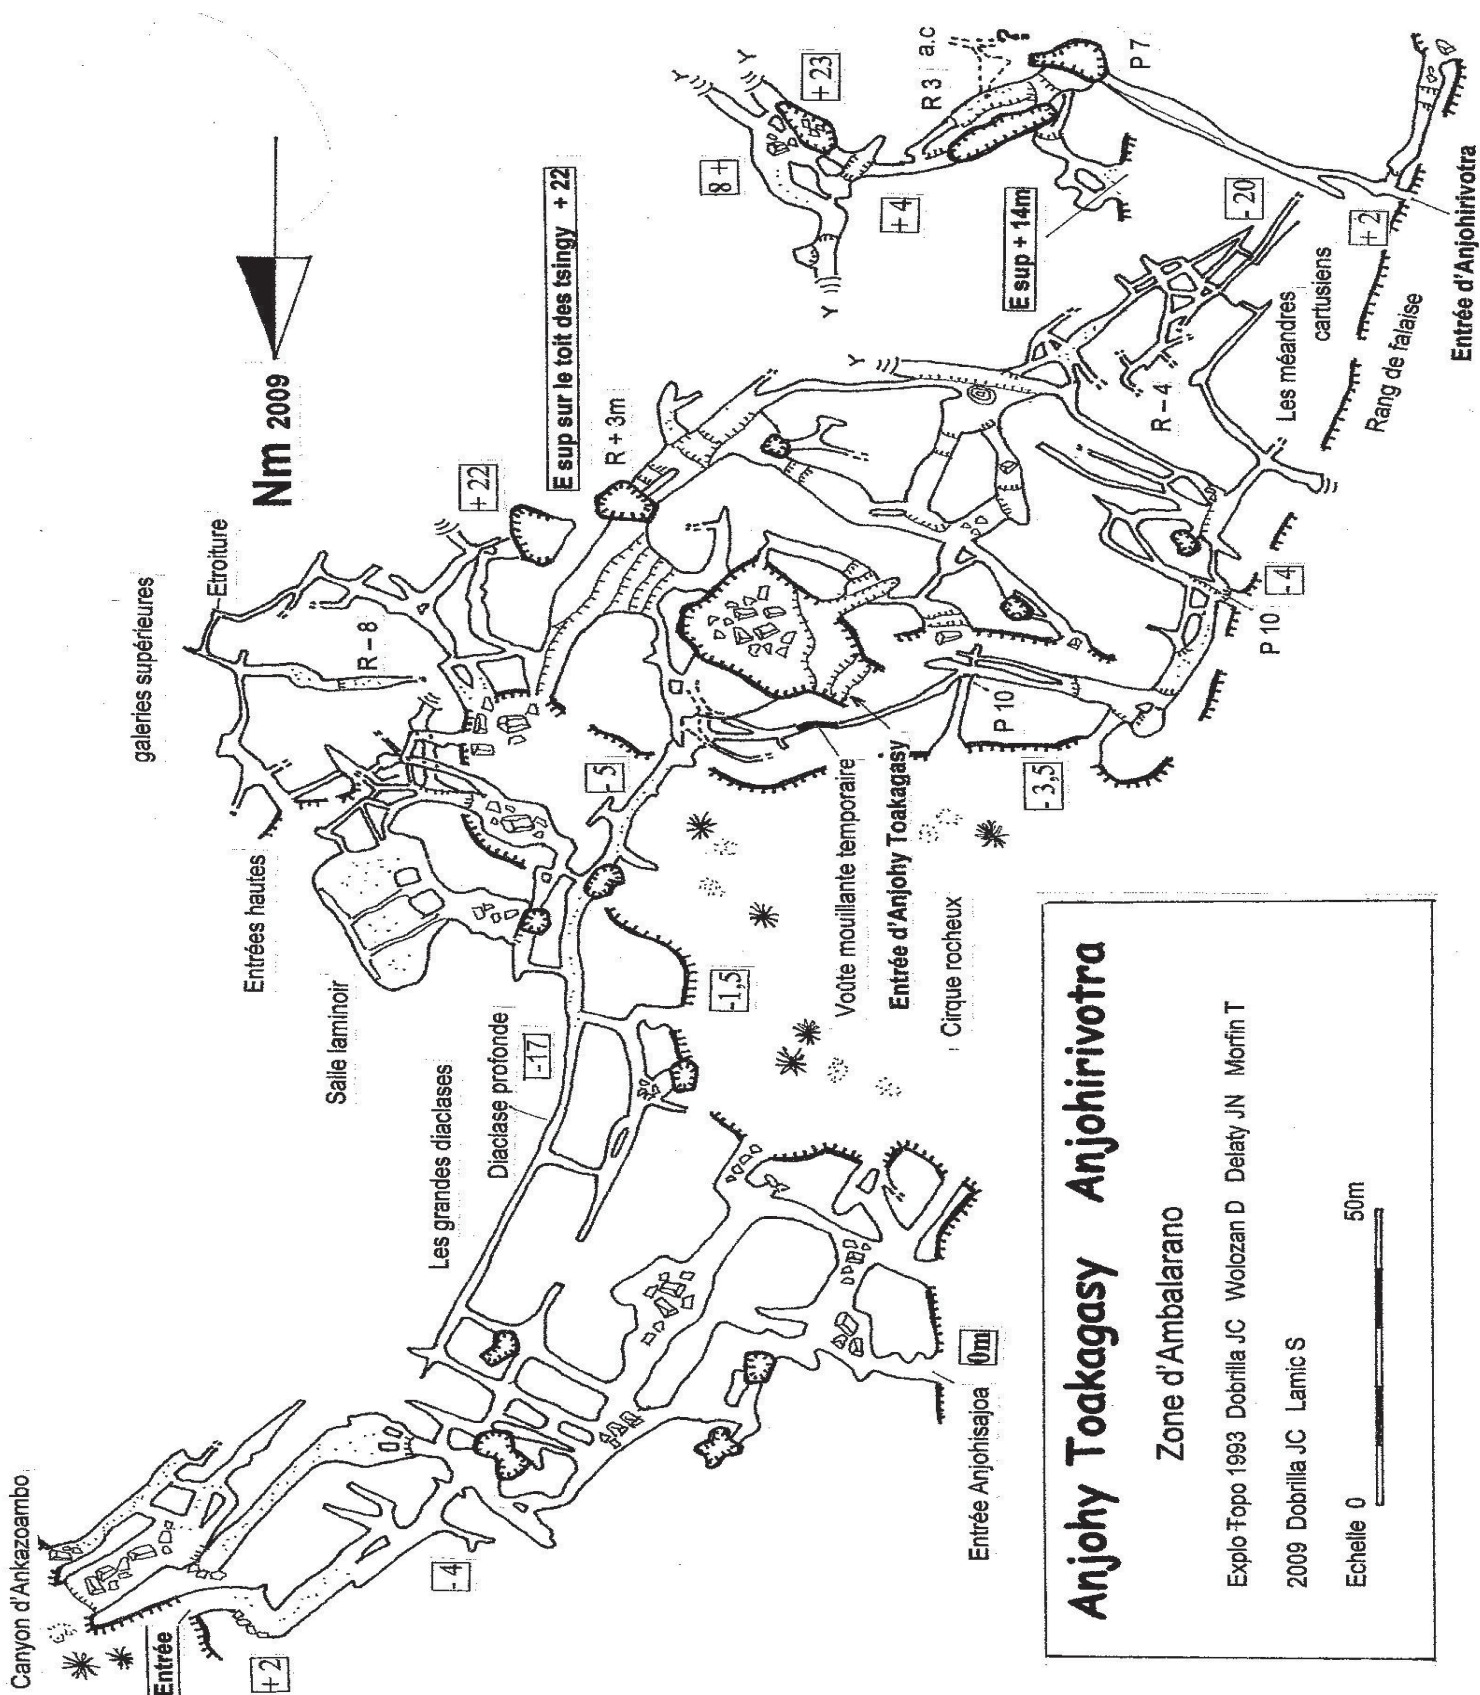 Canyon d'Ankazoambo
Entrée
+2
-4
Entrée Anjohisajoa
0m
Les grandes diaclases
Diaclase profonde
-17
Salle laminoir
Entrées hautes
galeries supérieures
Etroiture
R - 8
+22
Nm 2009
E sup sur le toit des tsingy +22
R + 3m
-5
-1,5
Voûte mouillante temporaire
Entrée d'Anjohy Toakagasy
Cirque rocheux
P 10
-3,5
P 10
-4
R - 4
Les méandres
cartusiens
Rang de falaise
-20
+2
Entrée d'Anjohirivotra
E sup + 14m
+4
8+
+23
R 3
a.c
?
P 7
Y
Y
Y
Y
Anjohy Toakagasy Anjohirivotra
Zone d'Ambalarano
Explo Topo 1993 Dobrilla JC Wolozan D Delaty JN Morfin T
2009 Dobrilla JC Lamic S
Echelle 0 50m